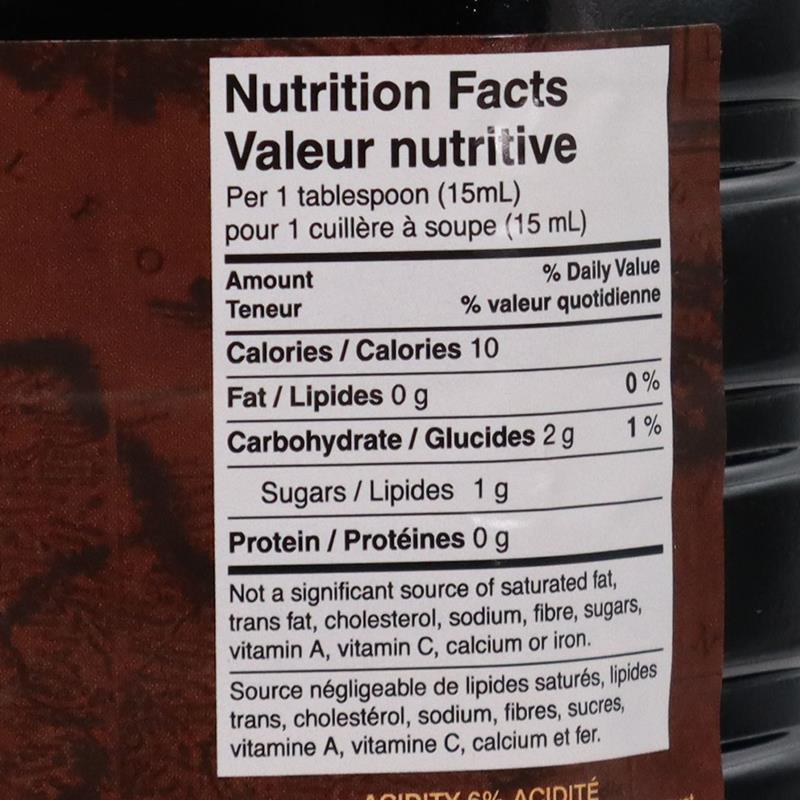 Nutrition Facts
Valeur nutritive
Per 1 tablespoon (15mL)
pour 1 cuillère à soupe (15 mL)
Amount % Daily Value
Teneur % valeur quotidienne
Calories / Calories 10
Fat / Lipides 0 g 0 %
Carbohydrate / Glucides 2 g 1 %
Sugars / Lipides 1 g
Protein / Protéines 0 g
Not a significant source of saturated fat,
trans fat, cholesterol, sodium, fibre, sugars,
vitamin A, vitamin C, calcium or iron.
Source négligeable de lipides saturés, lipides
trans, cholestérol, sodium, fibres, sucres,
vitamine A, vitamine C, calcium et fer.
ACIDITY 6% ACIDITÉ